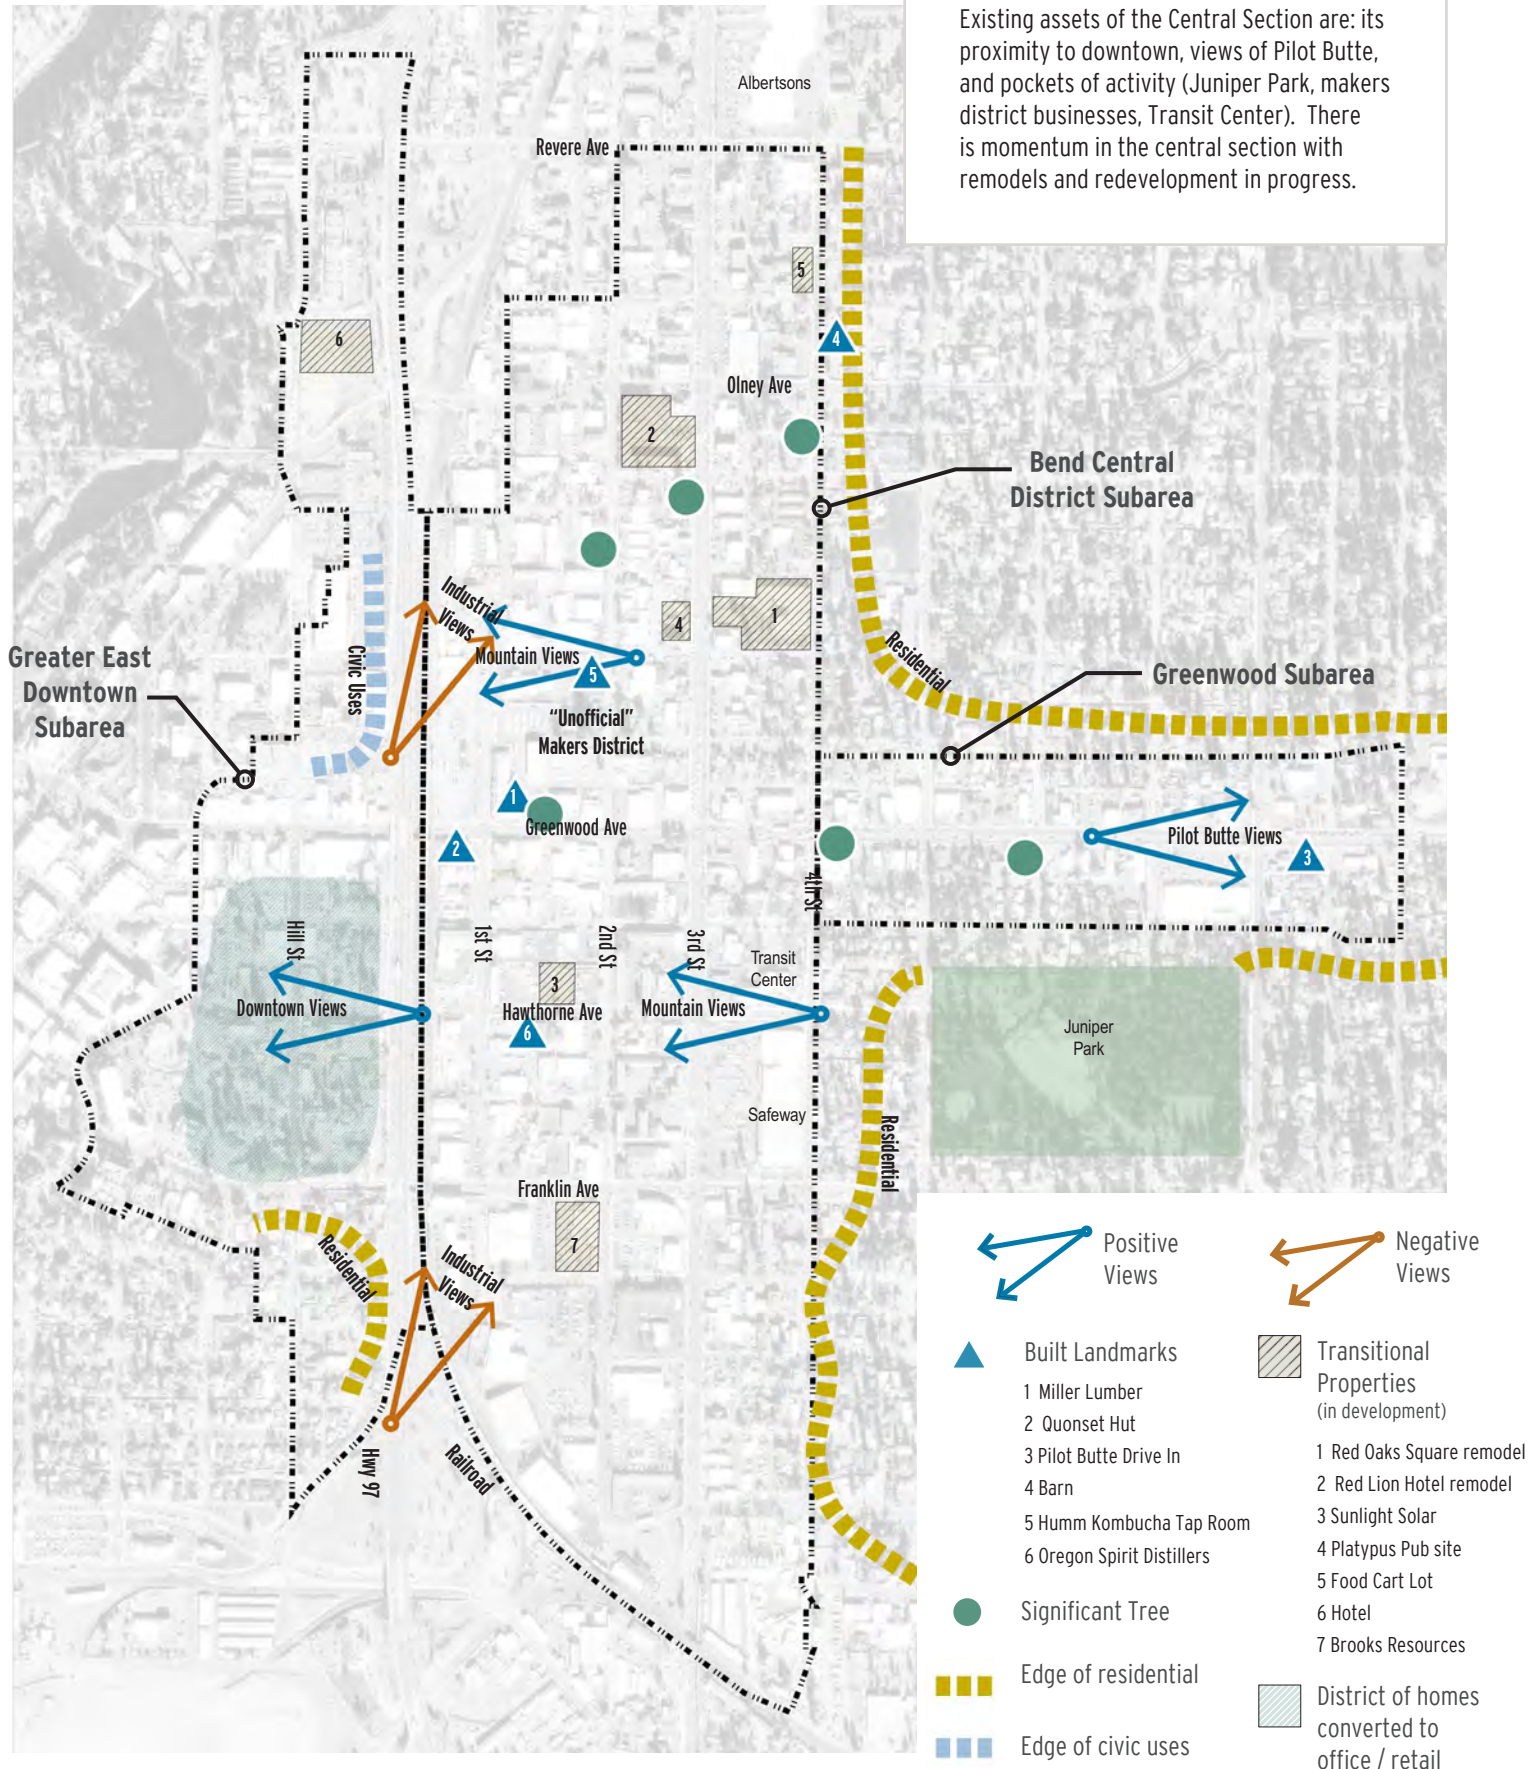 Existing assets of the Central Section are: its
proximity to downtown, views of Pilot Butte,
and pockets of activity (Juniper Park, makers
district businesses, Transit Center).  There
is momentum in the central section with
remodels and redevelopment in progress.
Albertsons
Revere Ave
5
6
4
Olney Ave
2
Bend Central
District Subarea
Industrial
Views
4
1
Civic Uses
Mountain Views
5
Residential
Greater East
Downtown
Subarea
Greenwood Subarea
“Unofficial”
Makers District
1
Greenwood Ave
2
Pilot Butte Views
3
4th St
Hill St
1st St
2nd St
3rd St
Transit
Center
3
Downtown Views
Hawthorne Ave
Mountain Views
6
Juniper
Park
Safeway
Residential
Franklin Ave
7
Residential
Industrial
Views
Hwy 97
Railroad
Positive
Views
Negative
Views
Built Landmarks
1 Miller Lumber
2 Quonset Hut
3 Pilot Butte Drive In
4 Barn
5 Humm Kombucha Tap Room
6 Oregon Spirit Distillers
Transitional
Properties
(in development)
1 Red Oaks Square remodel
2 Red Lion Hotel remodel
3 Sunlight Solar
4 Platypus Pub site
5 Food Cart Lot
6 Hotel
7 Brooks Resources
Significant Tree
Edge of residential
Edge of civic uses
District of homes
converted to
office / retail